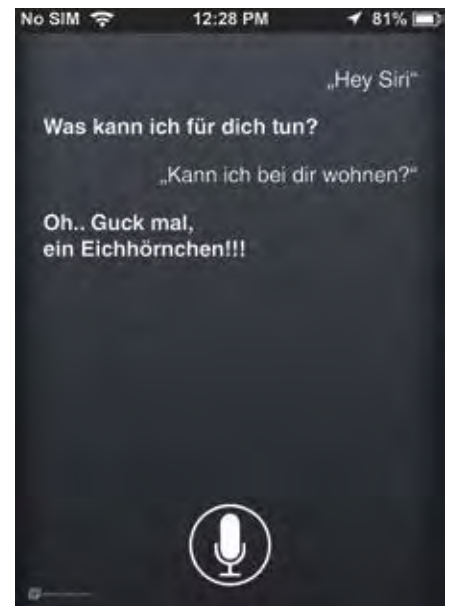 No SIM 12:28 PM 81%
„Hey Siri“
Was kann ich für dich tun?
„Kann ich bei dir wohnen?“
Oh.. Guck mal,
ein Eichhörnchen!!!